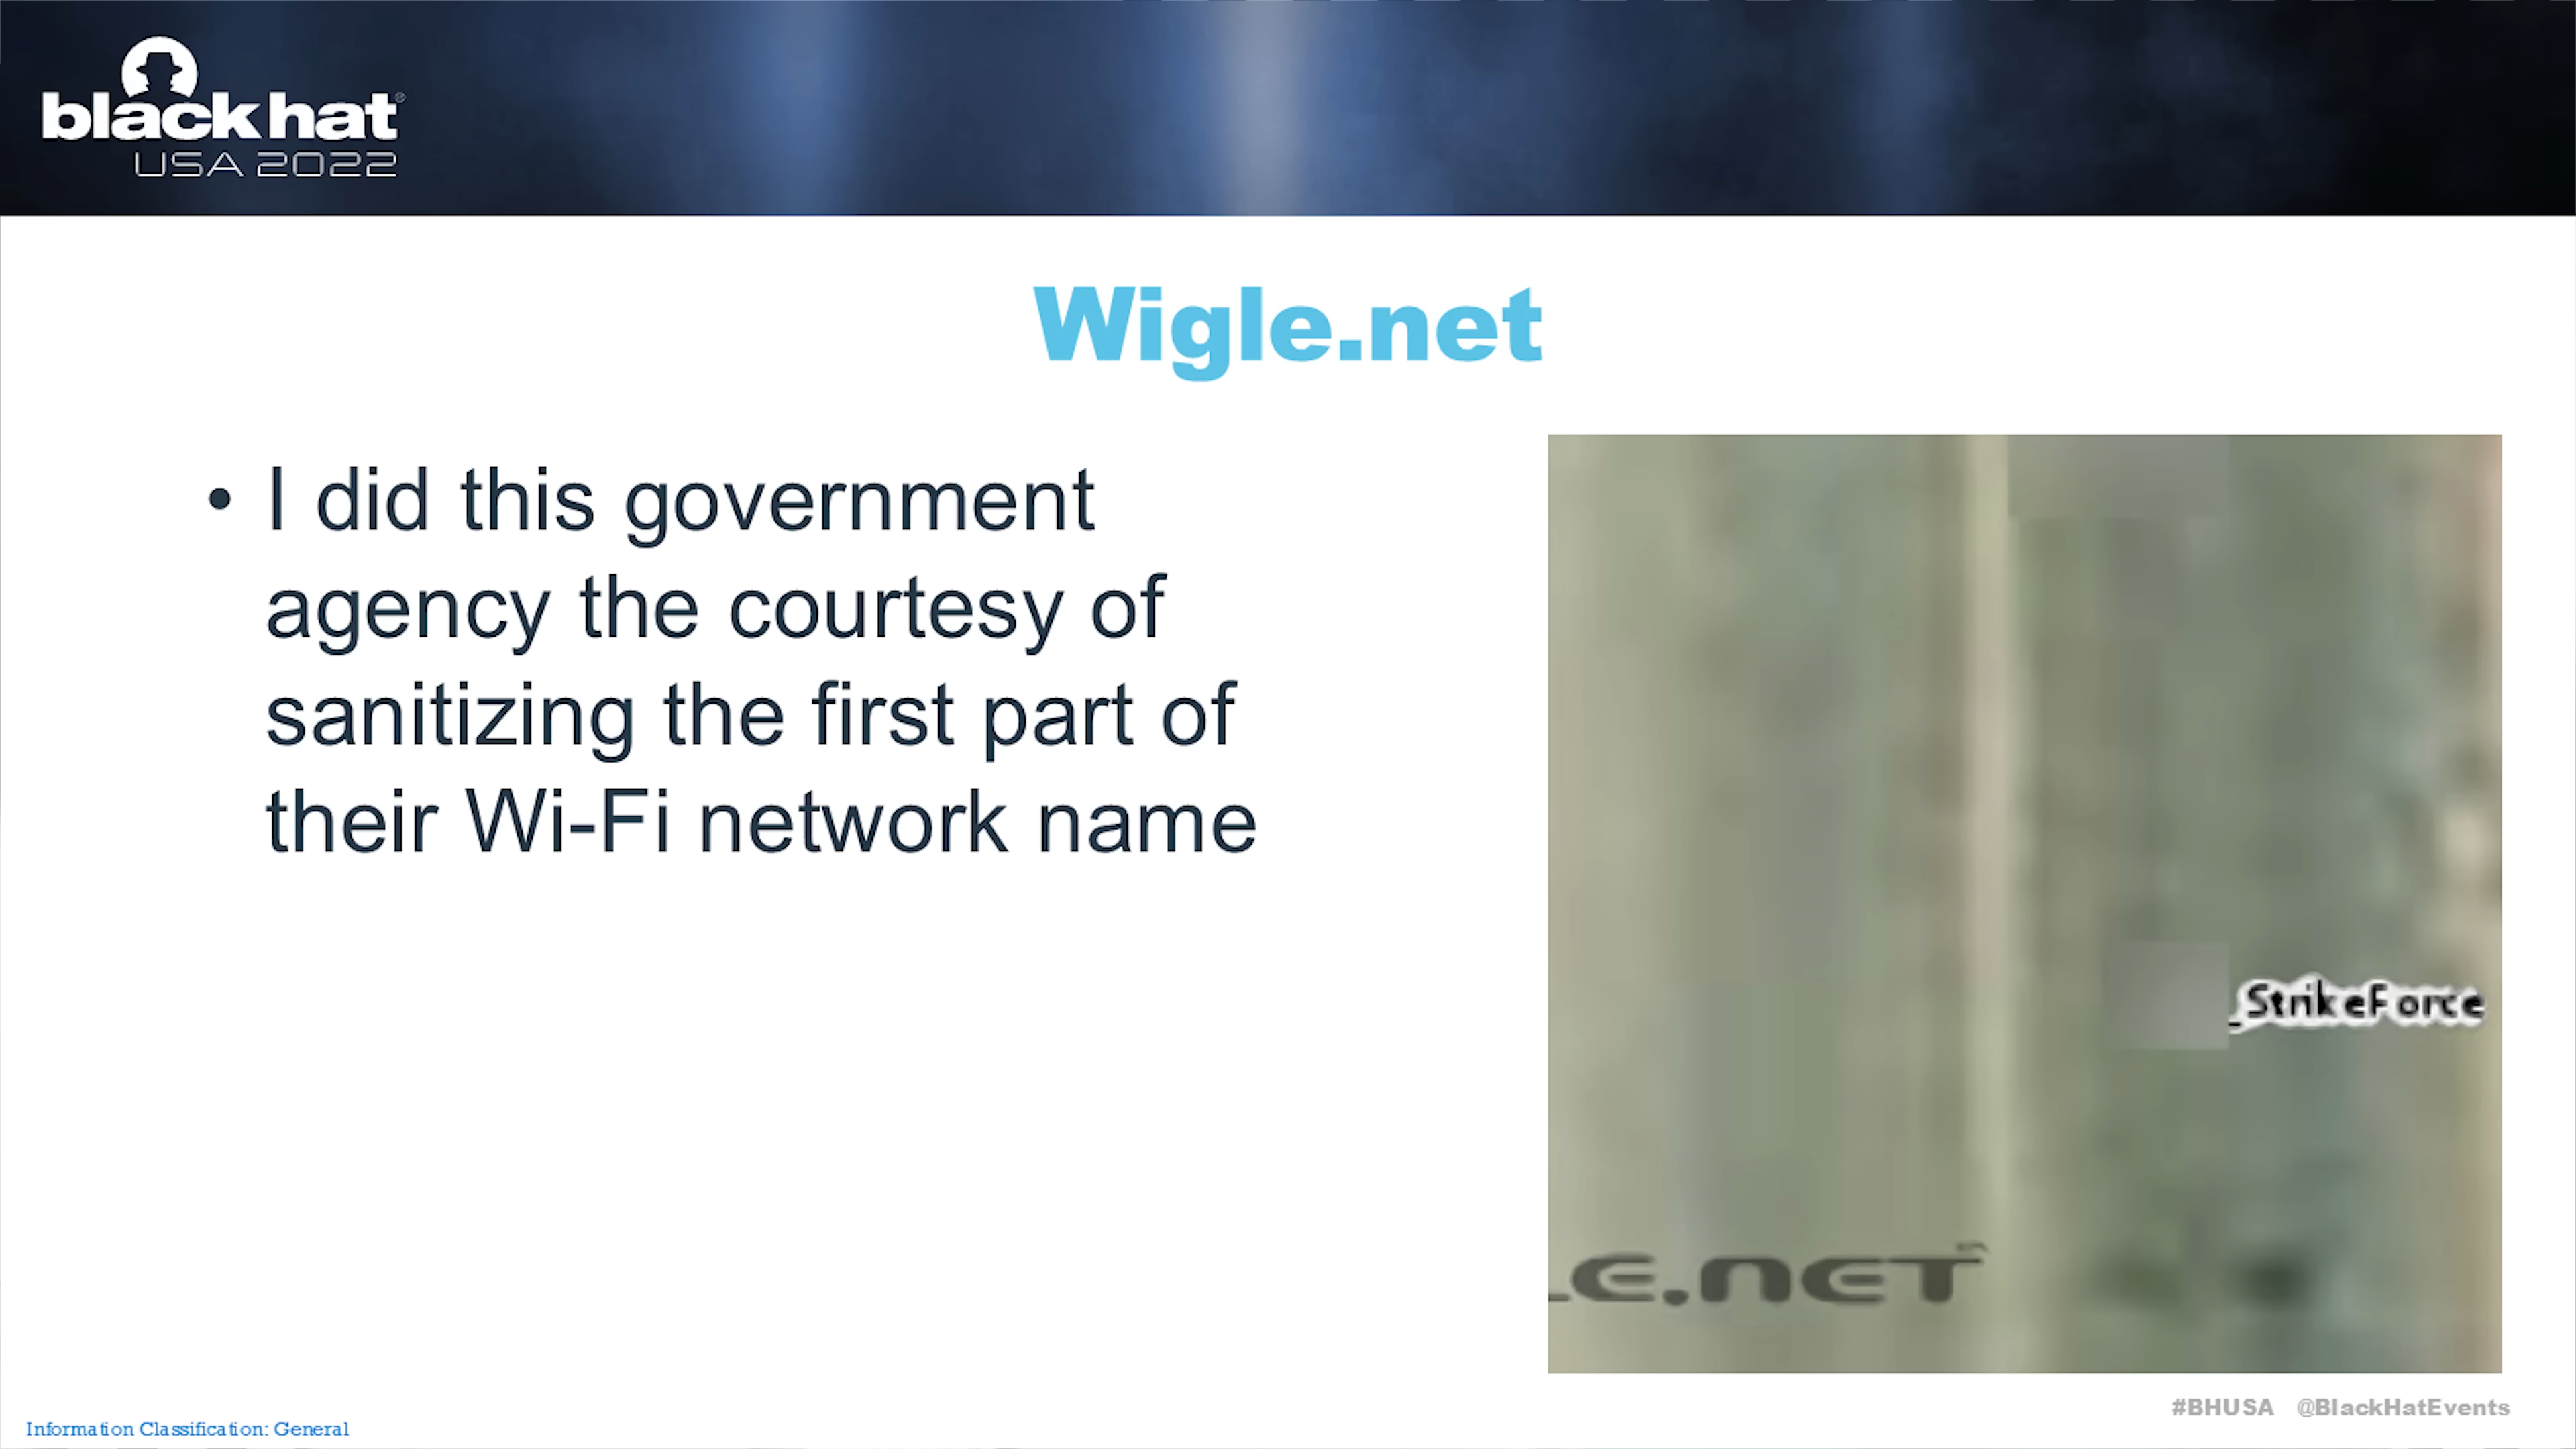 black hat®
USA 2022
Wigle.net
• I did this government
agency the courtesy of
sanitizing the first part of
their Wi-Fi network name
_StrikeForce
LE.NET
#BHUSA @BlackHatEvents
Information Classification: General